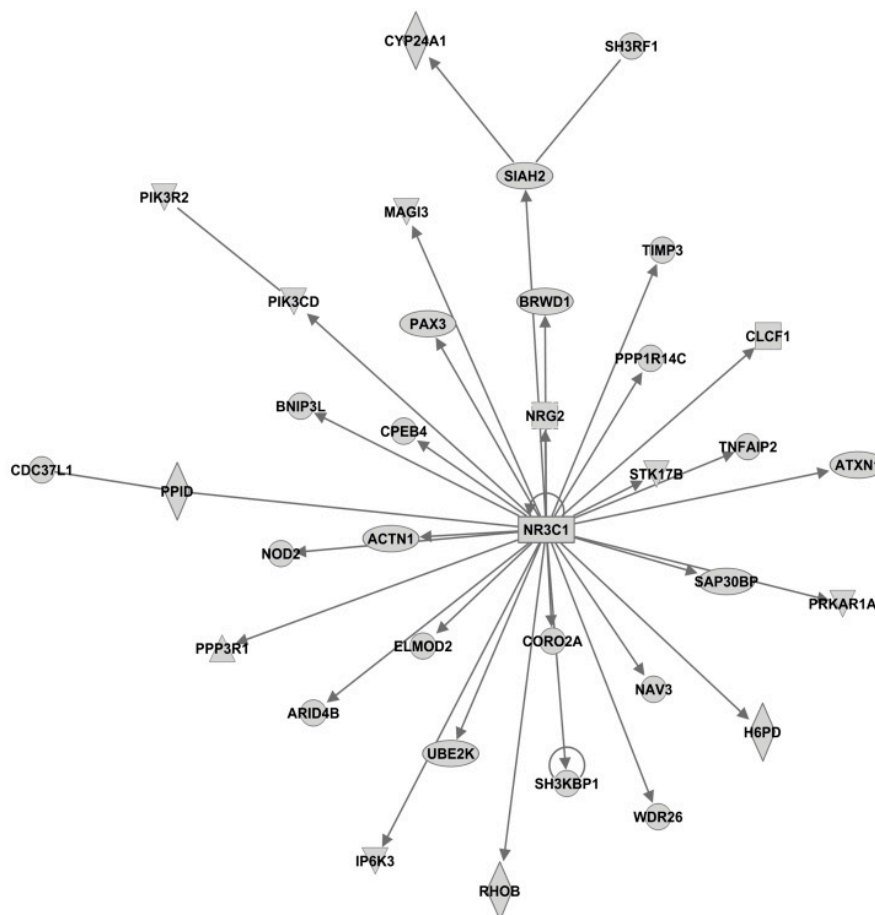 CYP24A1
SH3RF1
SIAH2
PIK3R2
MAGI3
TIMP3
PIK3CD
BRWD1
PAX3
CLCF1
PPP1R14C
BNIP3L
NRG2
CPEB4
TNFAIP2
CDC37L1
STK17B
ATXN1
PPID
NR3C1
ACTN1
NOD2
SAP30BP
PRKAR1A
PPP3R1
ELMOD2
CORO2A
NAV3
ARID4B
H6PD
UBE2K
SH3KBP1
WDR26
IP6K3
RHOB